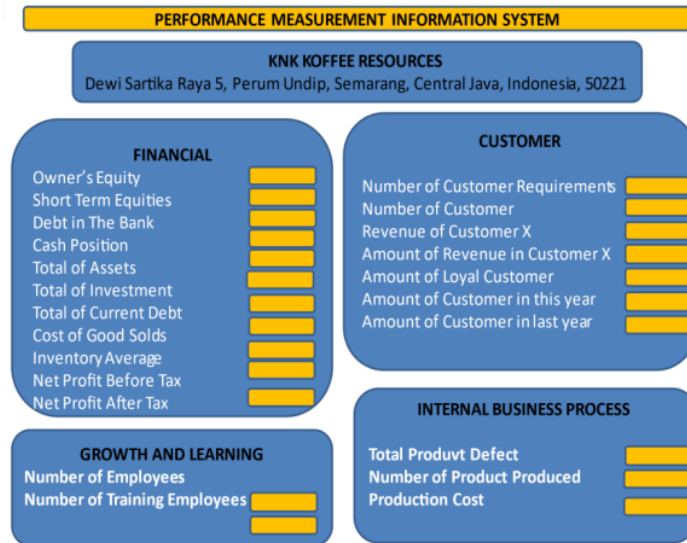 PERFORMANCE MEASUREMENT INFORMATION SYSTEM
KNK KOFFEE RESOURCES
Dewi Sartika Raya 5, Perum Undip, Semarang, Central Java, Indonesia, 50221
FINANCIAL
Owner's Equity
Short Term Equities
Debt in The Bank
Cash Position
Total of Assets
Total of Investment
Total of Current Debt
Cost of Good Solds
Inventory Average
Net Profit Before Tax
Net Profit After Tax
CUSTOMER
Number of Customer Requirements
Number of Customer
Revenue of Customer X
Amount of Revenue in Customer X
Amount of Loyal Customer
Amount of Customer in this year
Amount of Customer in last year
GROWTH AND LEARNING
Number of Employees
Number of Training Employees
INTERNAL BUSINESS PROCESS
Total Produvt Defect
Number of Product Produced
Production Cost